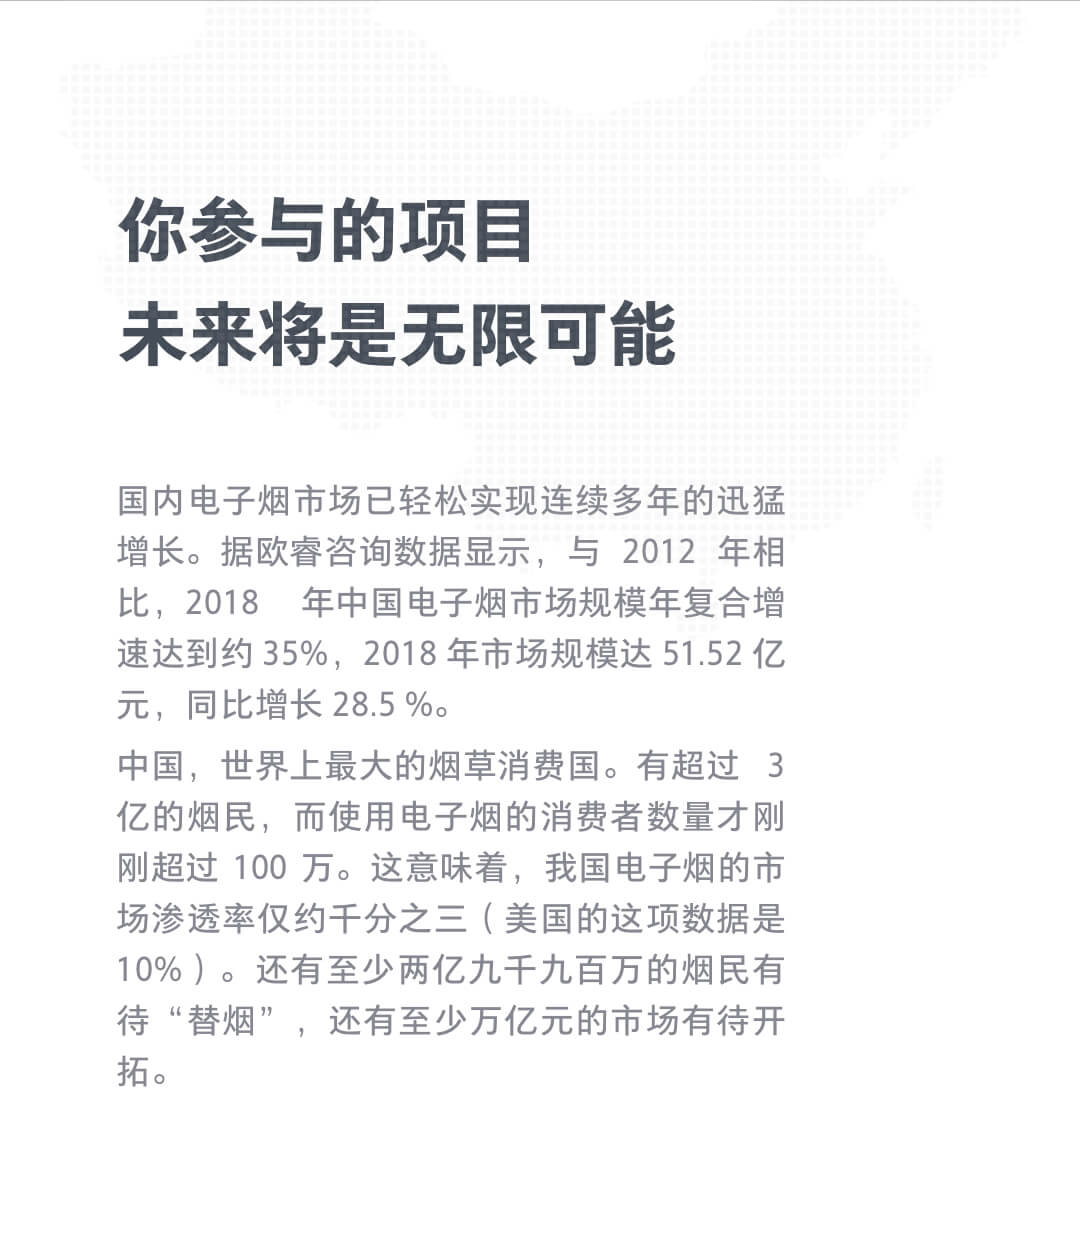 你参与的项目
未来将是无限可能
国内电子烟市场已轻松实现连续多年的迅猛
增长。据欧睿咨询数据显示，与 2012 年相
比，2018 年中国电子烟市场规模年复合增
速达到约 35%，2018 年市场规模达 51.52 亿
元，同比增长 28.5 %。
中国，世界上最大的烟草消费国。有超过 3
亿的烟民，而使用电子烟的消费者数量才刚
刚超过 100 万。这意味着，我国电子烟的市
场渗透率仅约千分之三（美国的这项数据是
10%）。还有至少两亿九千九百万的烟民有
待“替烟”，还有至少万亿元的市场有待开
拓。